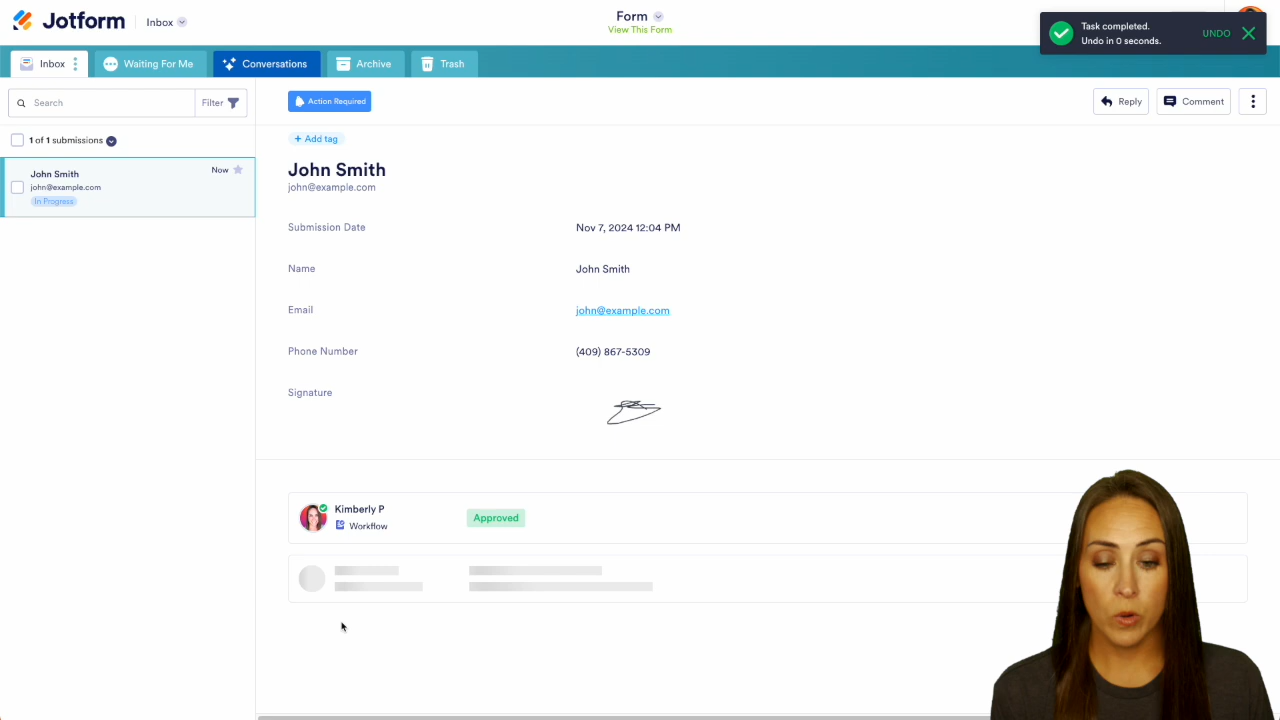 Jotform
Inbox
Form
View This Form
Task completed.
Undo in 0 seconds.
UNDO
Inbox
Waiting For Me
Conversations
Archive
Trash
Search
Filter
Action Required
Reply
Comment
1 of 1 submissions
+ Add tag
John Smith
Now
john@example.com
In Progress
John Smith
john@example.com
Submission Date
Nov 7, 2024 12:04 PM
Name
John Smith
Email
john@example.com
Phone Number
(409) 867-5309
Signature
Kimberly P
Workflow
Approved